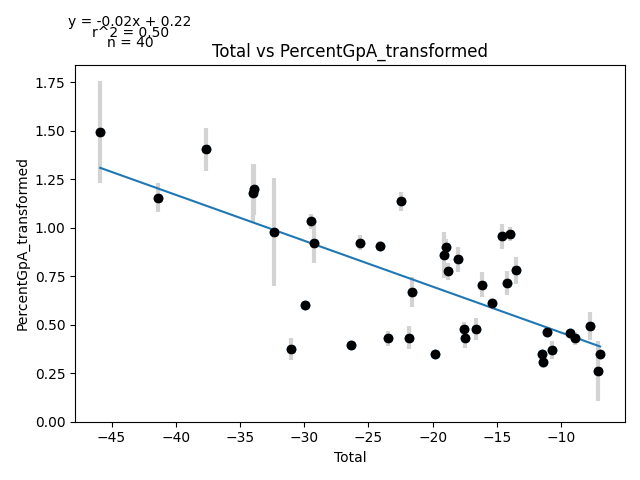 y = -0.02x + 0.22
r^2 = 0.50
n = 40
Total vs PercentGpA_transformed
PercentGpA_transformed
1.75
1.50
1.25
1.00
0.75
0.50
0.25
0.00
−45 −40 −35 −30 −25 −20 −15 −10
Total